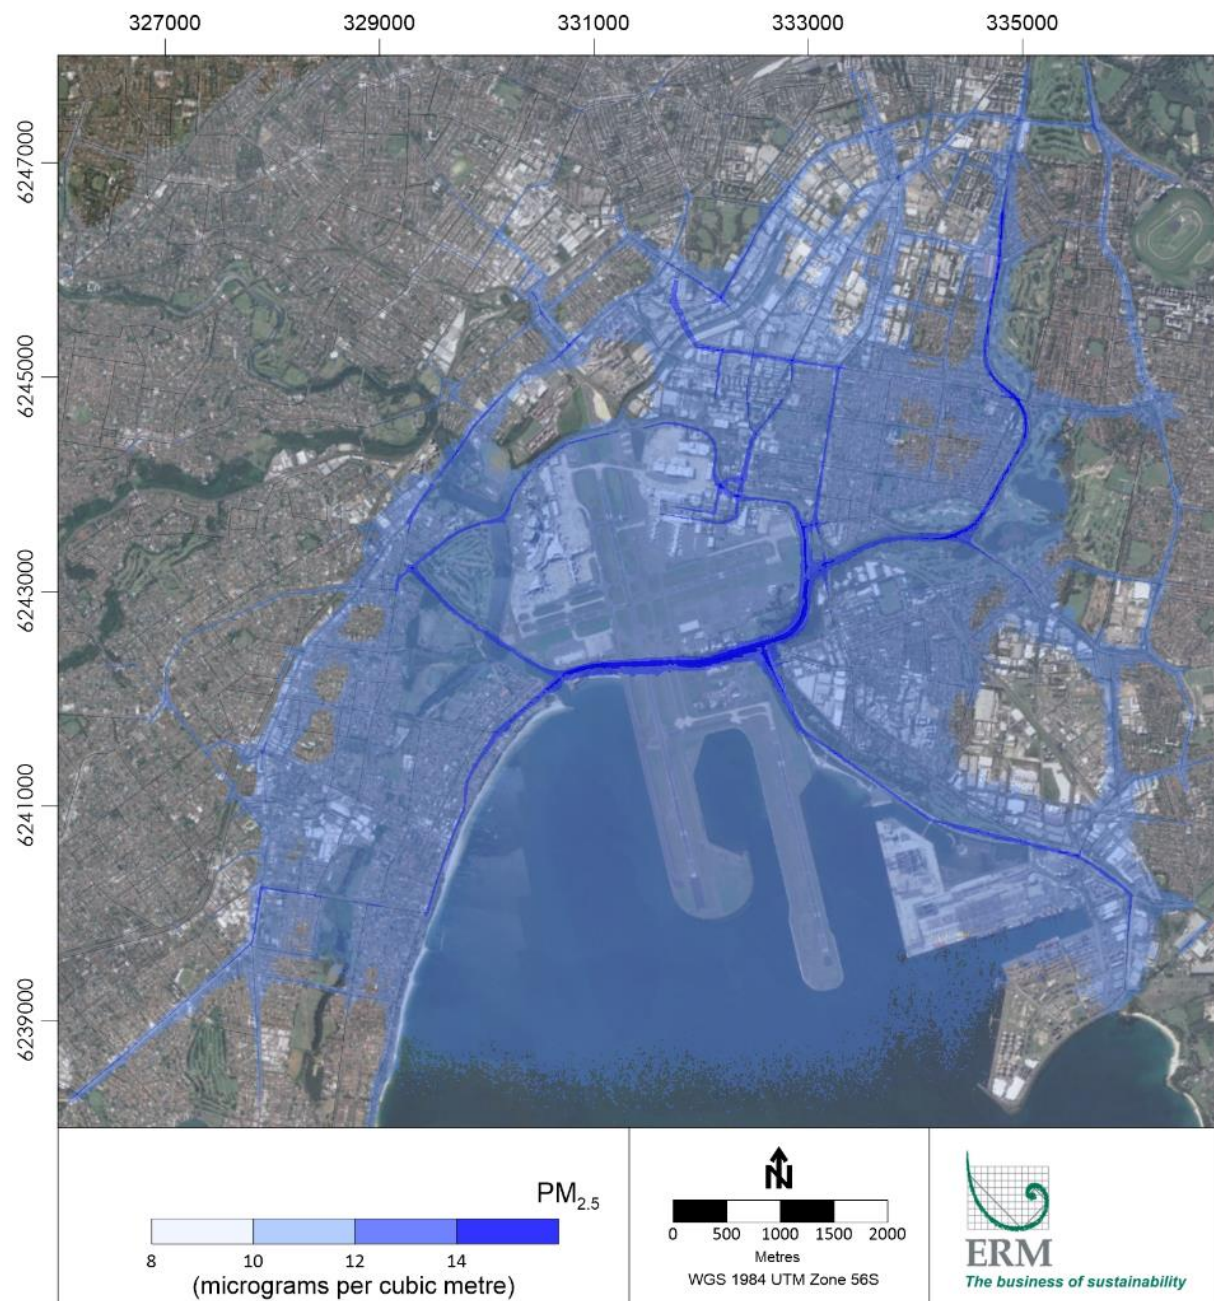 327000 329000 331000 333000 335000
6247000
6245000
6243000
6241000
6239000
PM2.5
8 10 12 14
(micrograms per cubic metre)
N
0 500 1000 1500 2000
Metres
WGS 1984 UTM Zone 56S
ERM
The business of sustainability